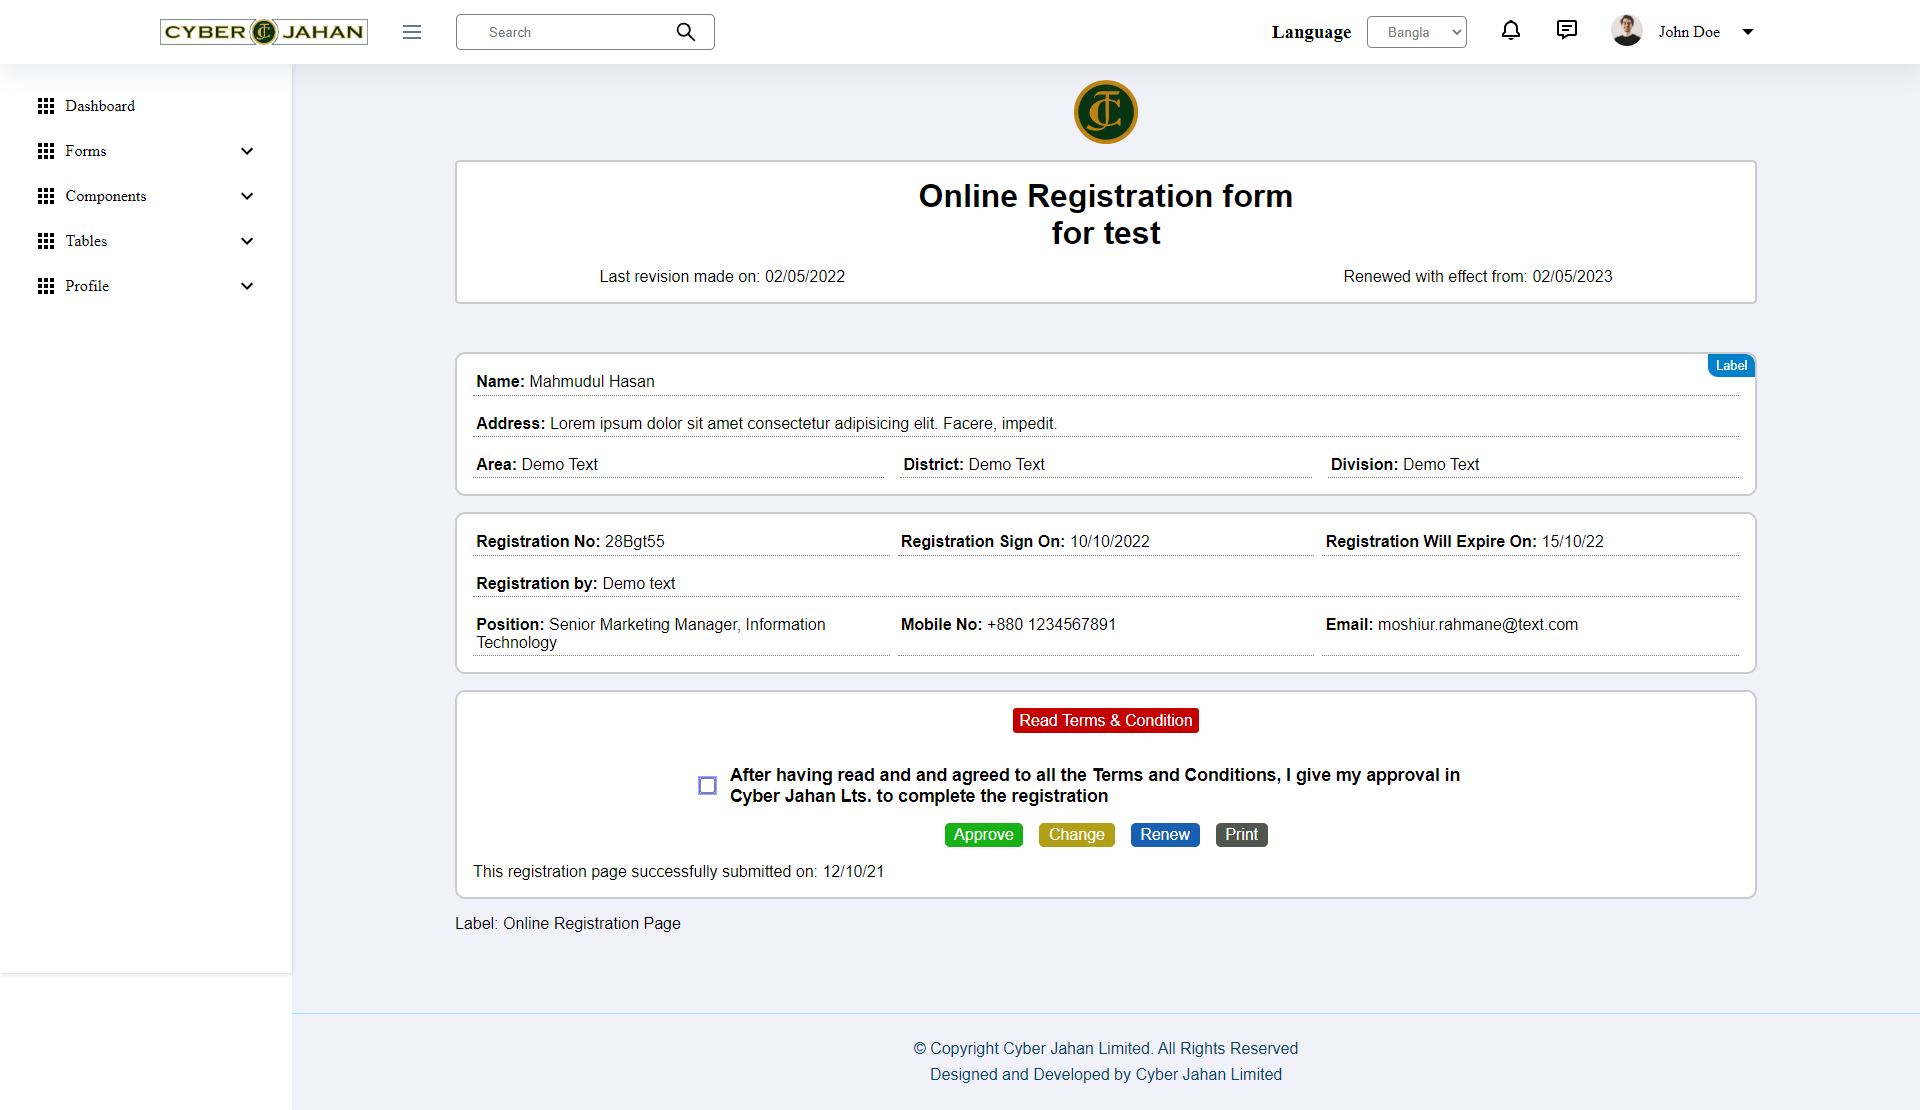 CYBER JAHAN
Search
Language
Bangla
John Doe
Dashboard
Forms
Components
Tables
Profile
Online Registration form
for test
Last revision made on: 02/05/2022
Renewed with effect from: 02/05/2023
Label
Name: Mahmudul Hasan
Address: Lorem ipsum dolor sit amet consectetur adipisicing elit. Facere, impedit.
Area: Demo Text
District: Demo Text
Division: Demo Text
Registration No: 28Bgt55
Registration Sign On: 10/10/2022
Registration Will Expire On: 15/10/22
Registration by: Demo text
Position: Senior Marketing Manager, Information
Technology
Mobile No: +880 1234567891
Email: moshiur.rahmane@text.com
Read Terms & Condition
After having read and and agreed to all the Terms and Conditions, I give my approval in
Cyber Jahan Lts. to complete the registration
Approve
Change
Renew
Print
This registration page successfully submitted on: 12/10/21
Label: Online Registration Page
© Copyright Cyber Jahan Limited. All Rights Reserved
Designed and Developed by Cyber Jahan Limited